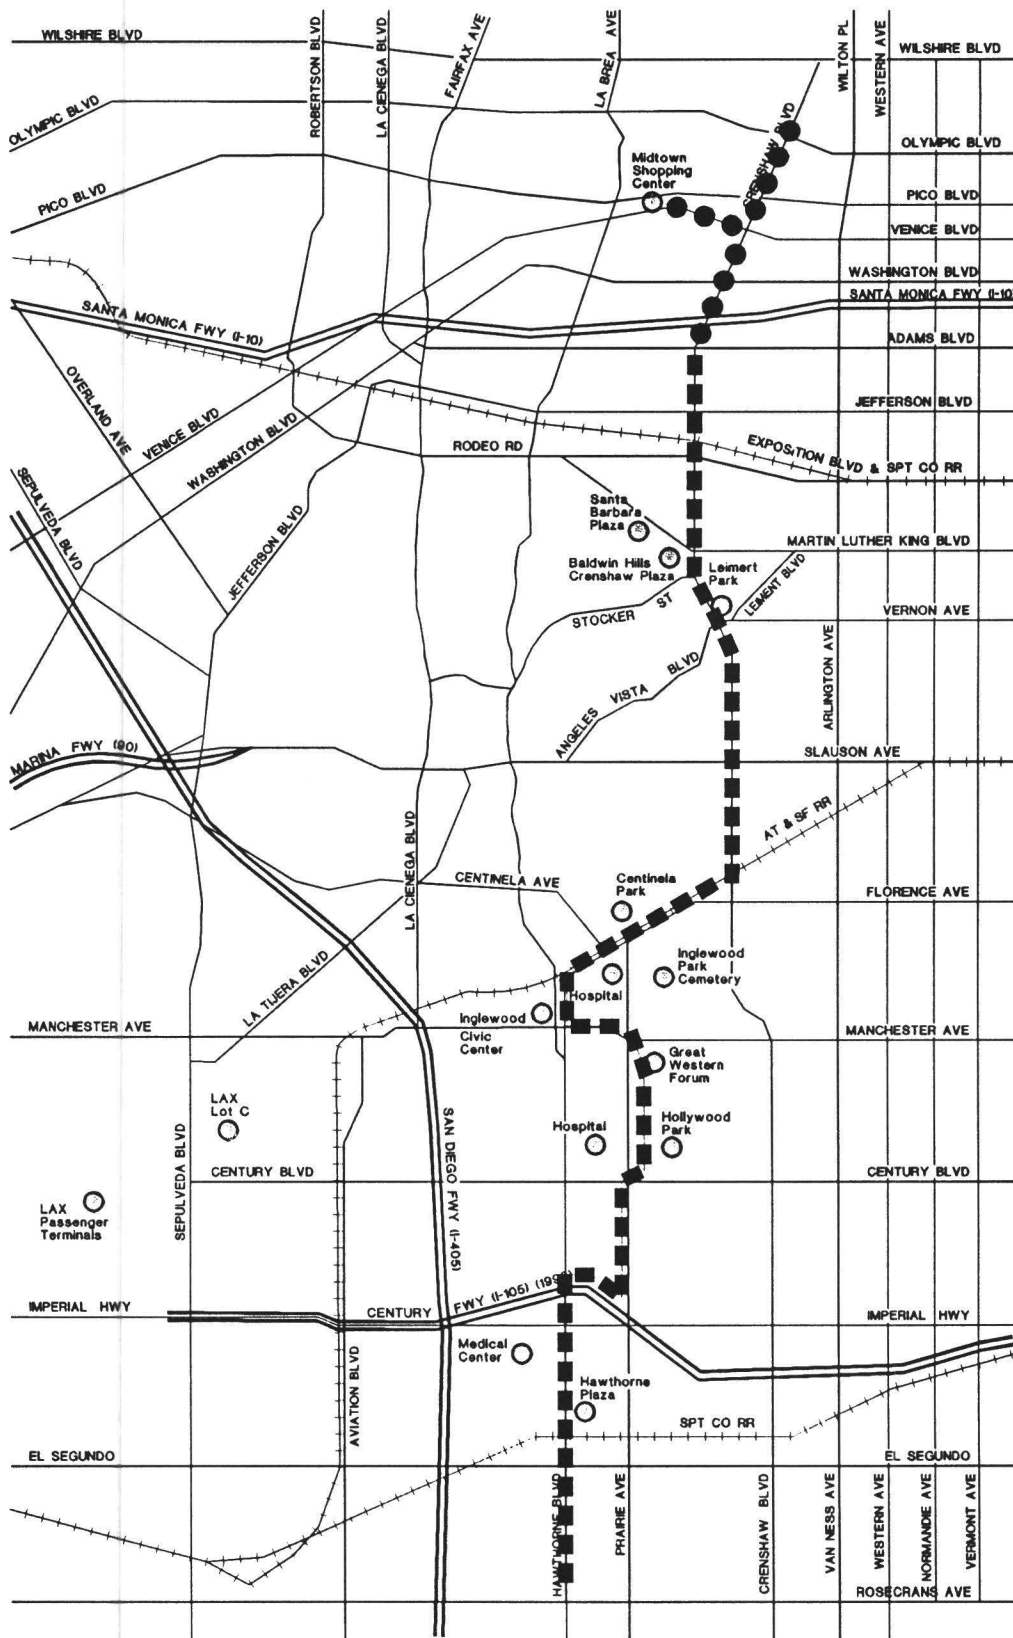 WILSHIRE BLVD
ROBERTSON BLVD
LA CIENEGA BLVD
FAIRFAX AVE
LA BREA AVE
WILTON PL
WESTERN AVE
WILSHIRE BLVD
OLYMPIC BLVD
CRENSHAW BLVD
OLYMPIC BLVD
Midtown
Shopping
Center
PICO BLVD
PICO BLVD
VENICE BLVD
WASHINGTON BLVD
SANTA MONICA FWY (I-10)
SANTA MONICA FWY (I-10
ADAMS BLVD
OVERLAND AVE
VENICE BLVD
WASHINGTON BLVD
JEFFERSON BLVD
RODEO RD
EXPOSITION BLVD & SPT CO RR
SEPULVEDA BLVD
JEFFERSON BLVD
Santa
Barbara
Plaza
MARTIN LUTHER KING BLVD
Baldwin Hills
Crenshaw Plaza
Leimert
Park
LEIMENT BLVD
STOCKER ST
VERNON AVE
ANGELES VISTA BLVD
ARLINGTON AVE
MARINA FWY (90)
SLAUSON AVE
AT & SF RR
LA CIENEGA BLVD
CENTINELA AVE
Centinela
Park
FLORENCE AVE
LA TIJERA BLVD
Inglewood
Park
Cemetery
Hospital
Inglewood
Civic
Center
MANCHESTER AVE
MANCHESTER AVE
Great
Western
Forum
LAX
Lot C
Hospital
Hollywood
Park
SEPULVEDA BLVD
SAN DIEGO FWY (I-405)
CENTURY BLVD
CENTURY BLVD
LAX
Passenger
Terminals
IMPERIAL HWY
CENTURY FWY (I-105) (199
IMPERIAL HWY
Medical
Center
AVIATION BLVD
Hawthorne
Plaza
SPT CO RR
EL SEGUNDO
EL SEGUNDO
HAWTHORNE BLVD
PRAIRIE AVE
CRENSHAW BLVD
VAN NESS AVE
WESTERN AVE
NORMANDIE AVE
VERMONT AVE
ROSECRANS AVE